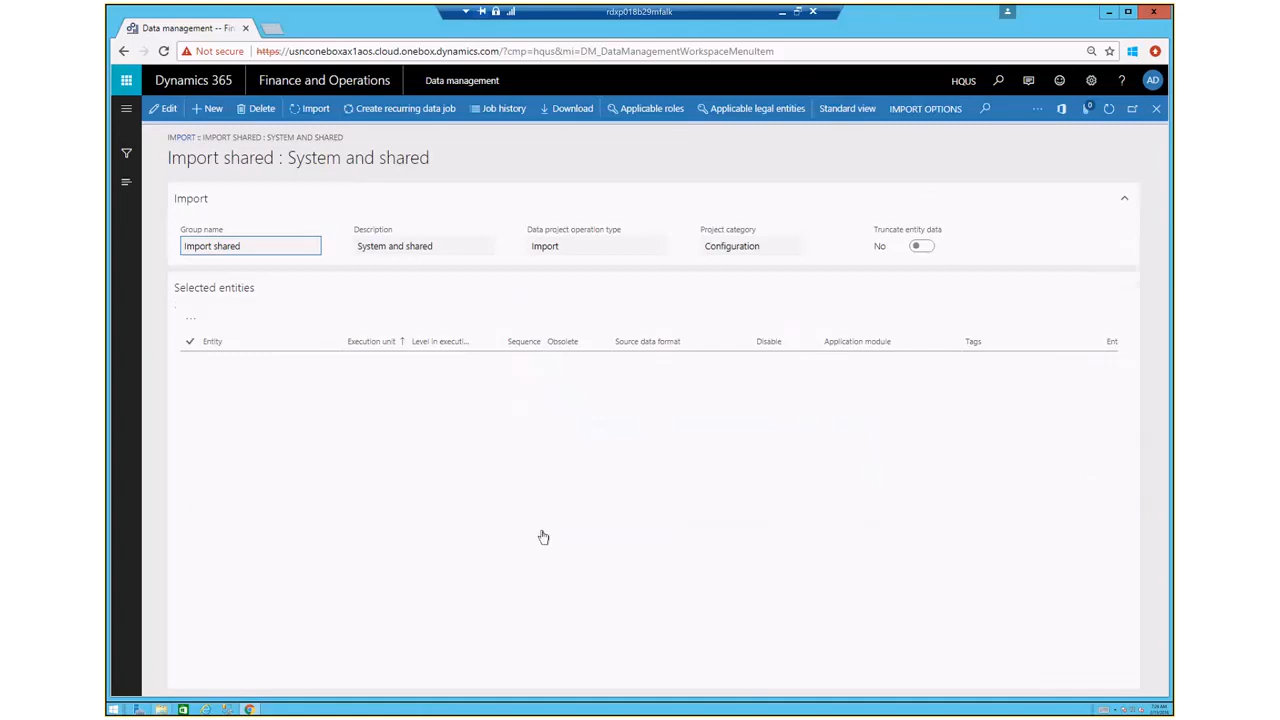 rdxp018b29mfalk
Data management -- Fin
Not secure https://usnconeboxax1aos.cloud.onebox.dynamics.com/?cmp=hqus&mi=DM_DataManagementWorkspaceMenuItem
Dynamics 365 Finance and Operations Data management HQUS ? AD
Edit + New Delete Import Create recurring data job Job history Download Applicable roles Applicable legal entities Standard view IMPORT OPTIONS ... 0
IMPORT :: IMPORT SHARED : SYSTEM AND SHARED
Import shared : System and shared
Import
Group name Description Data project operation type Project category Truncate entity data
Import shared System and shared Import Configuration No
Selected entities
...
Entity Execution unit ↑ Level in executi... Sequence Obsolete Source data format Disable Application module Tags Ent